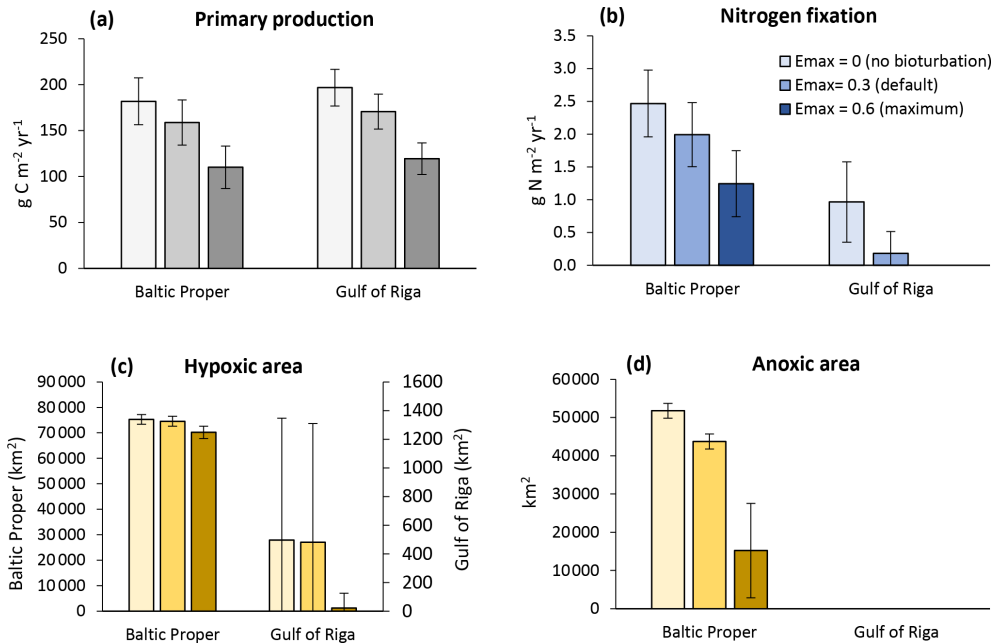 (a) Primary production
250
200
150
100
50
0
g C m⁻² yr⁻¹
Baltic Proper
Gulf of Riga
(b) Nitrogen fixation
3.5
3.0
2.5
2.0
1.5
1.0
0.5
0.0
g N m⁻² yr⁻¹
Emax = 0 (no bioturbation)
Emax= 0.3 (default)
Emax = 0.6 (maximum)
Baltic Proper
Gulf of Riga
(c) Hypoxic area
90 000
80 000
70 000
60 000
50 000
40 000
30 000
20 000
10 000
0
Baltic Proper (km²)
1600
1400
1200
1000
800
600
400
200
0
Gulf of Riga (km²)
Baltic Proper
Gulf of Riga
(d) Anoxic area
60000
50000
40000
30000
20000
10000
0
km²
Baltic Proper
Gulf of Riga